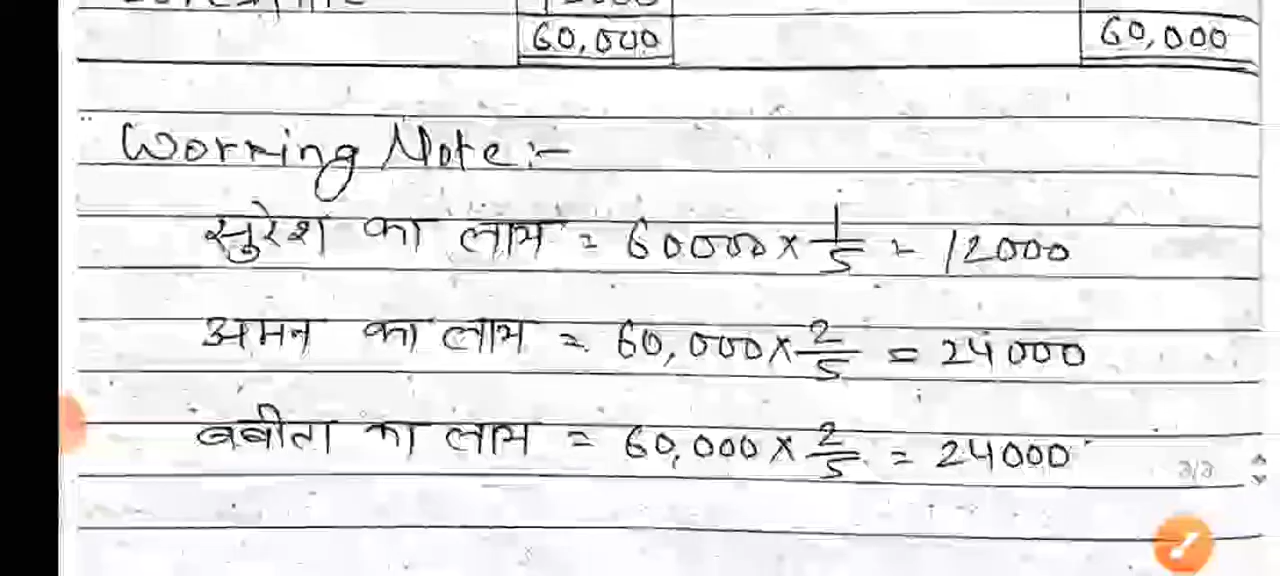 60,000 60,000
Working Note:-
सुरेश का लाभ = 60000 × 1/5 = 12000
अमन का लाभ = 60,000 × 2/5 = 24000
बबीता का लाभ = 60,000 × 2/5 = 24000